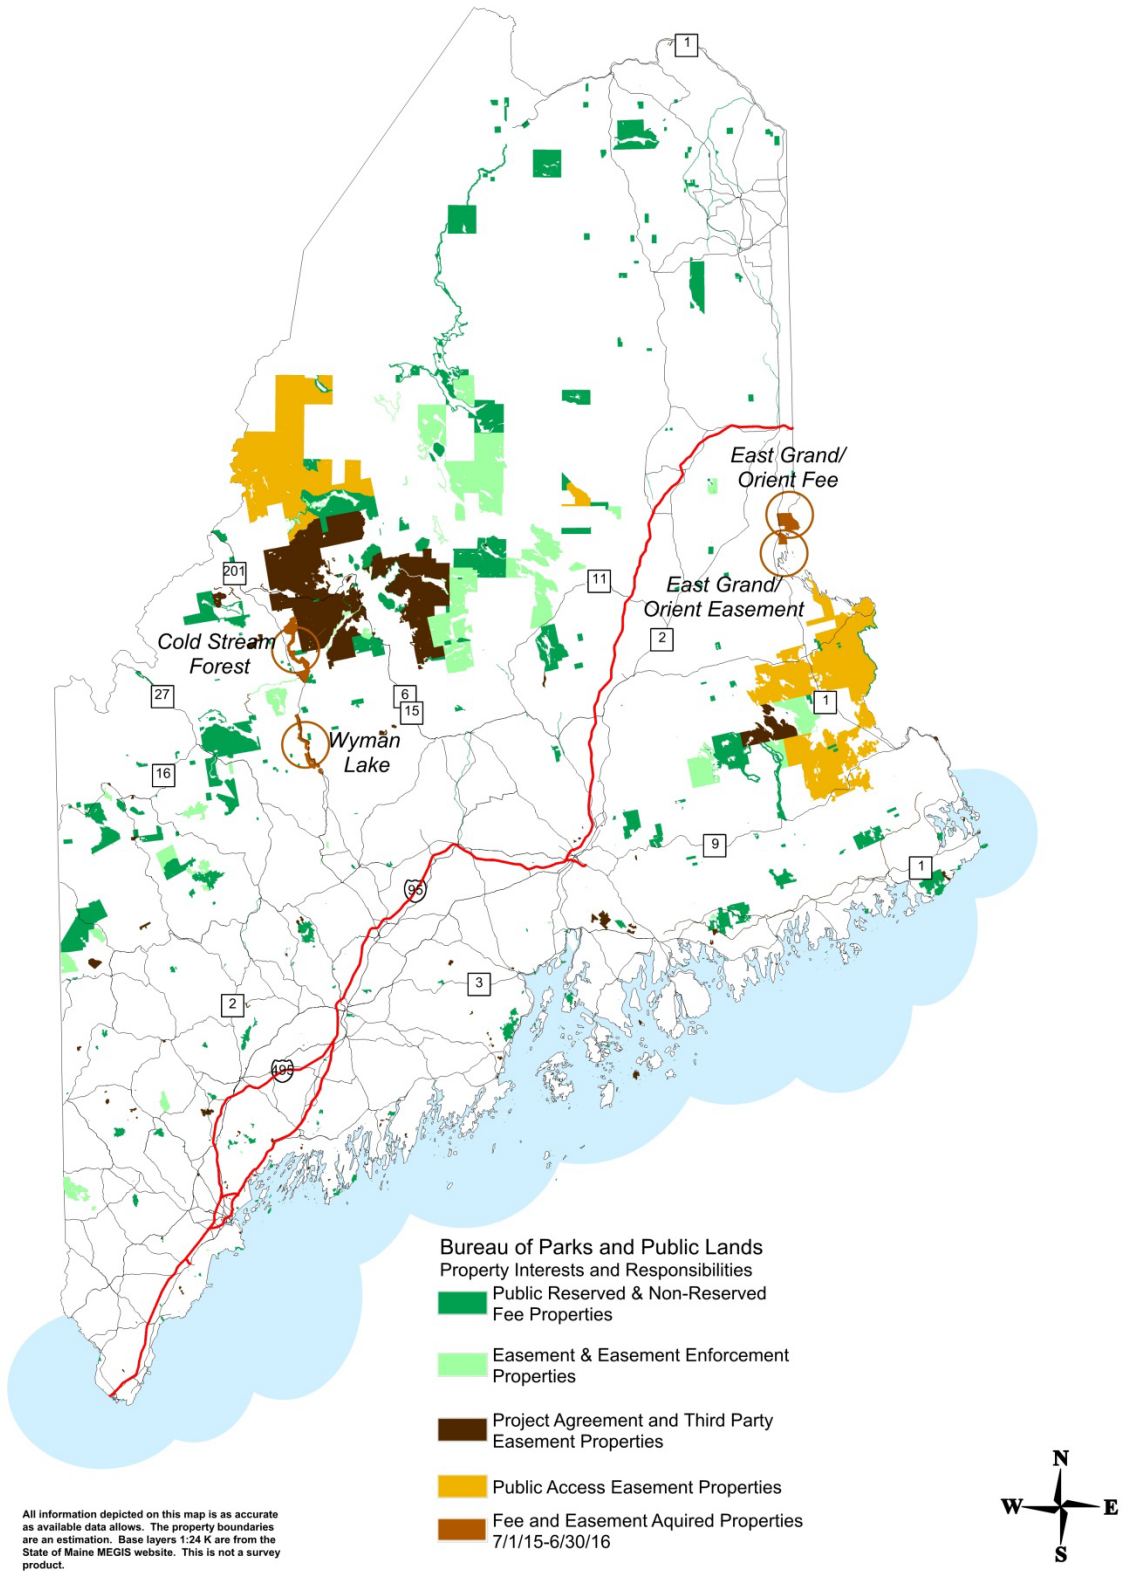 1
East Grand/
Orient Fee
201
11
East Grand/
Orient Easement
2
Cold Stream
Forest
27
6
15
1
Wyman
Lake
16
9
1
95
3
2
495
Bureau of Parks and Public Lands
Property Interests and Responsibilities
Public Reserved & Non-Reserved
Fee Properties
Easement & Easement Enforcement
Properties
Project Agreement and Third Party
Easement Properties
Public Access Easement Properties
Fee and Easement Aquired Properties
7/1/15-6/30/16
N
W E
S
All information depicted on this map is as accurate
as available data allows. The property boundaries
are an estimation. Base layers 1:24 K are from the
State of Maine MEGIS website. This is not a survey
product.